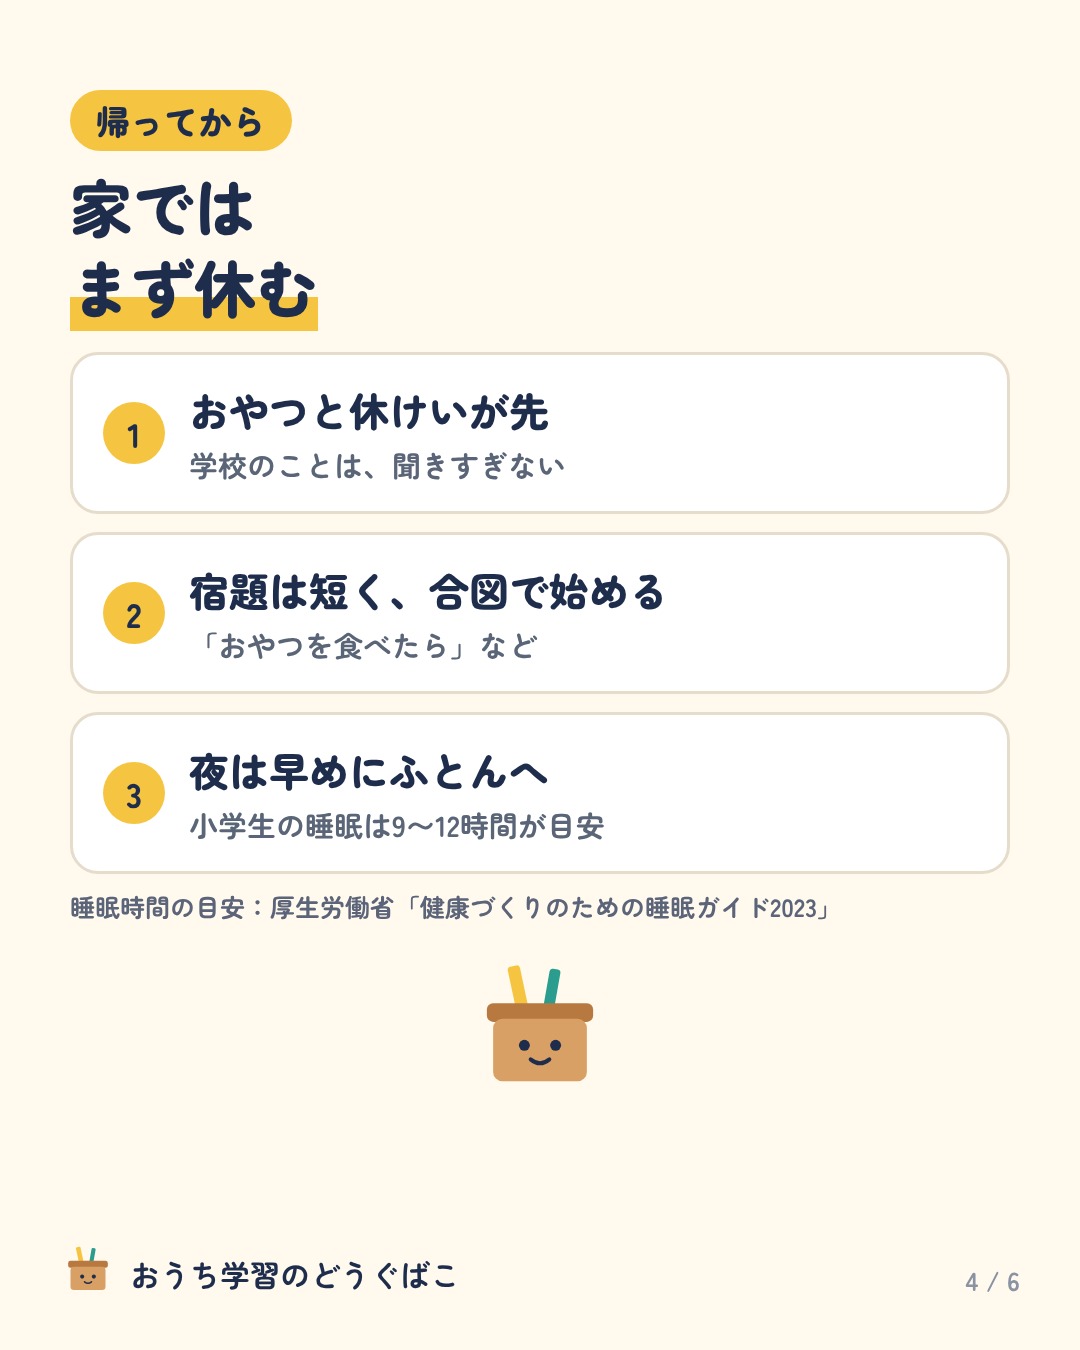 帰ってから
家では
まず休む
1
おやつと休けいが先
学校のことは、聞きすぎない
2
宿題は短く、合図で始める
「おやつを食べたら」など
3
夜は早めにふとんへ
小学生の睡眠は9〜12時間が目安
睡眠時間の目安：厚生労働省「健康づくりのための睡眠ガイド2023」
おうち学習のどうぐばこ
4 / 6